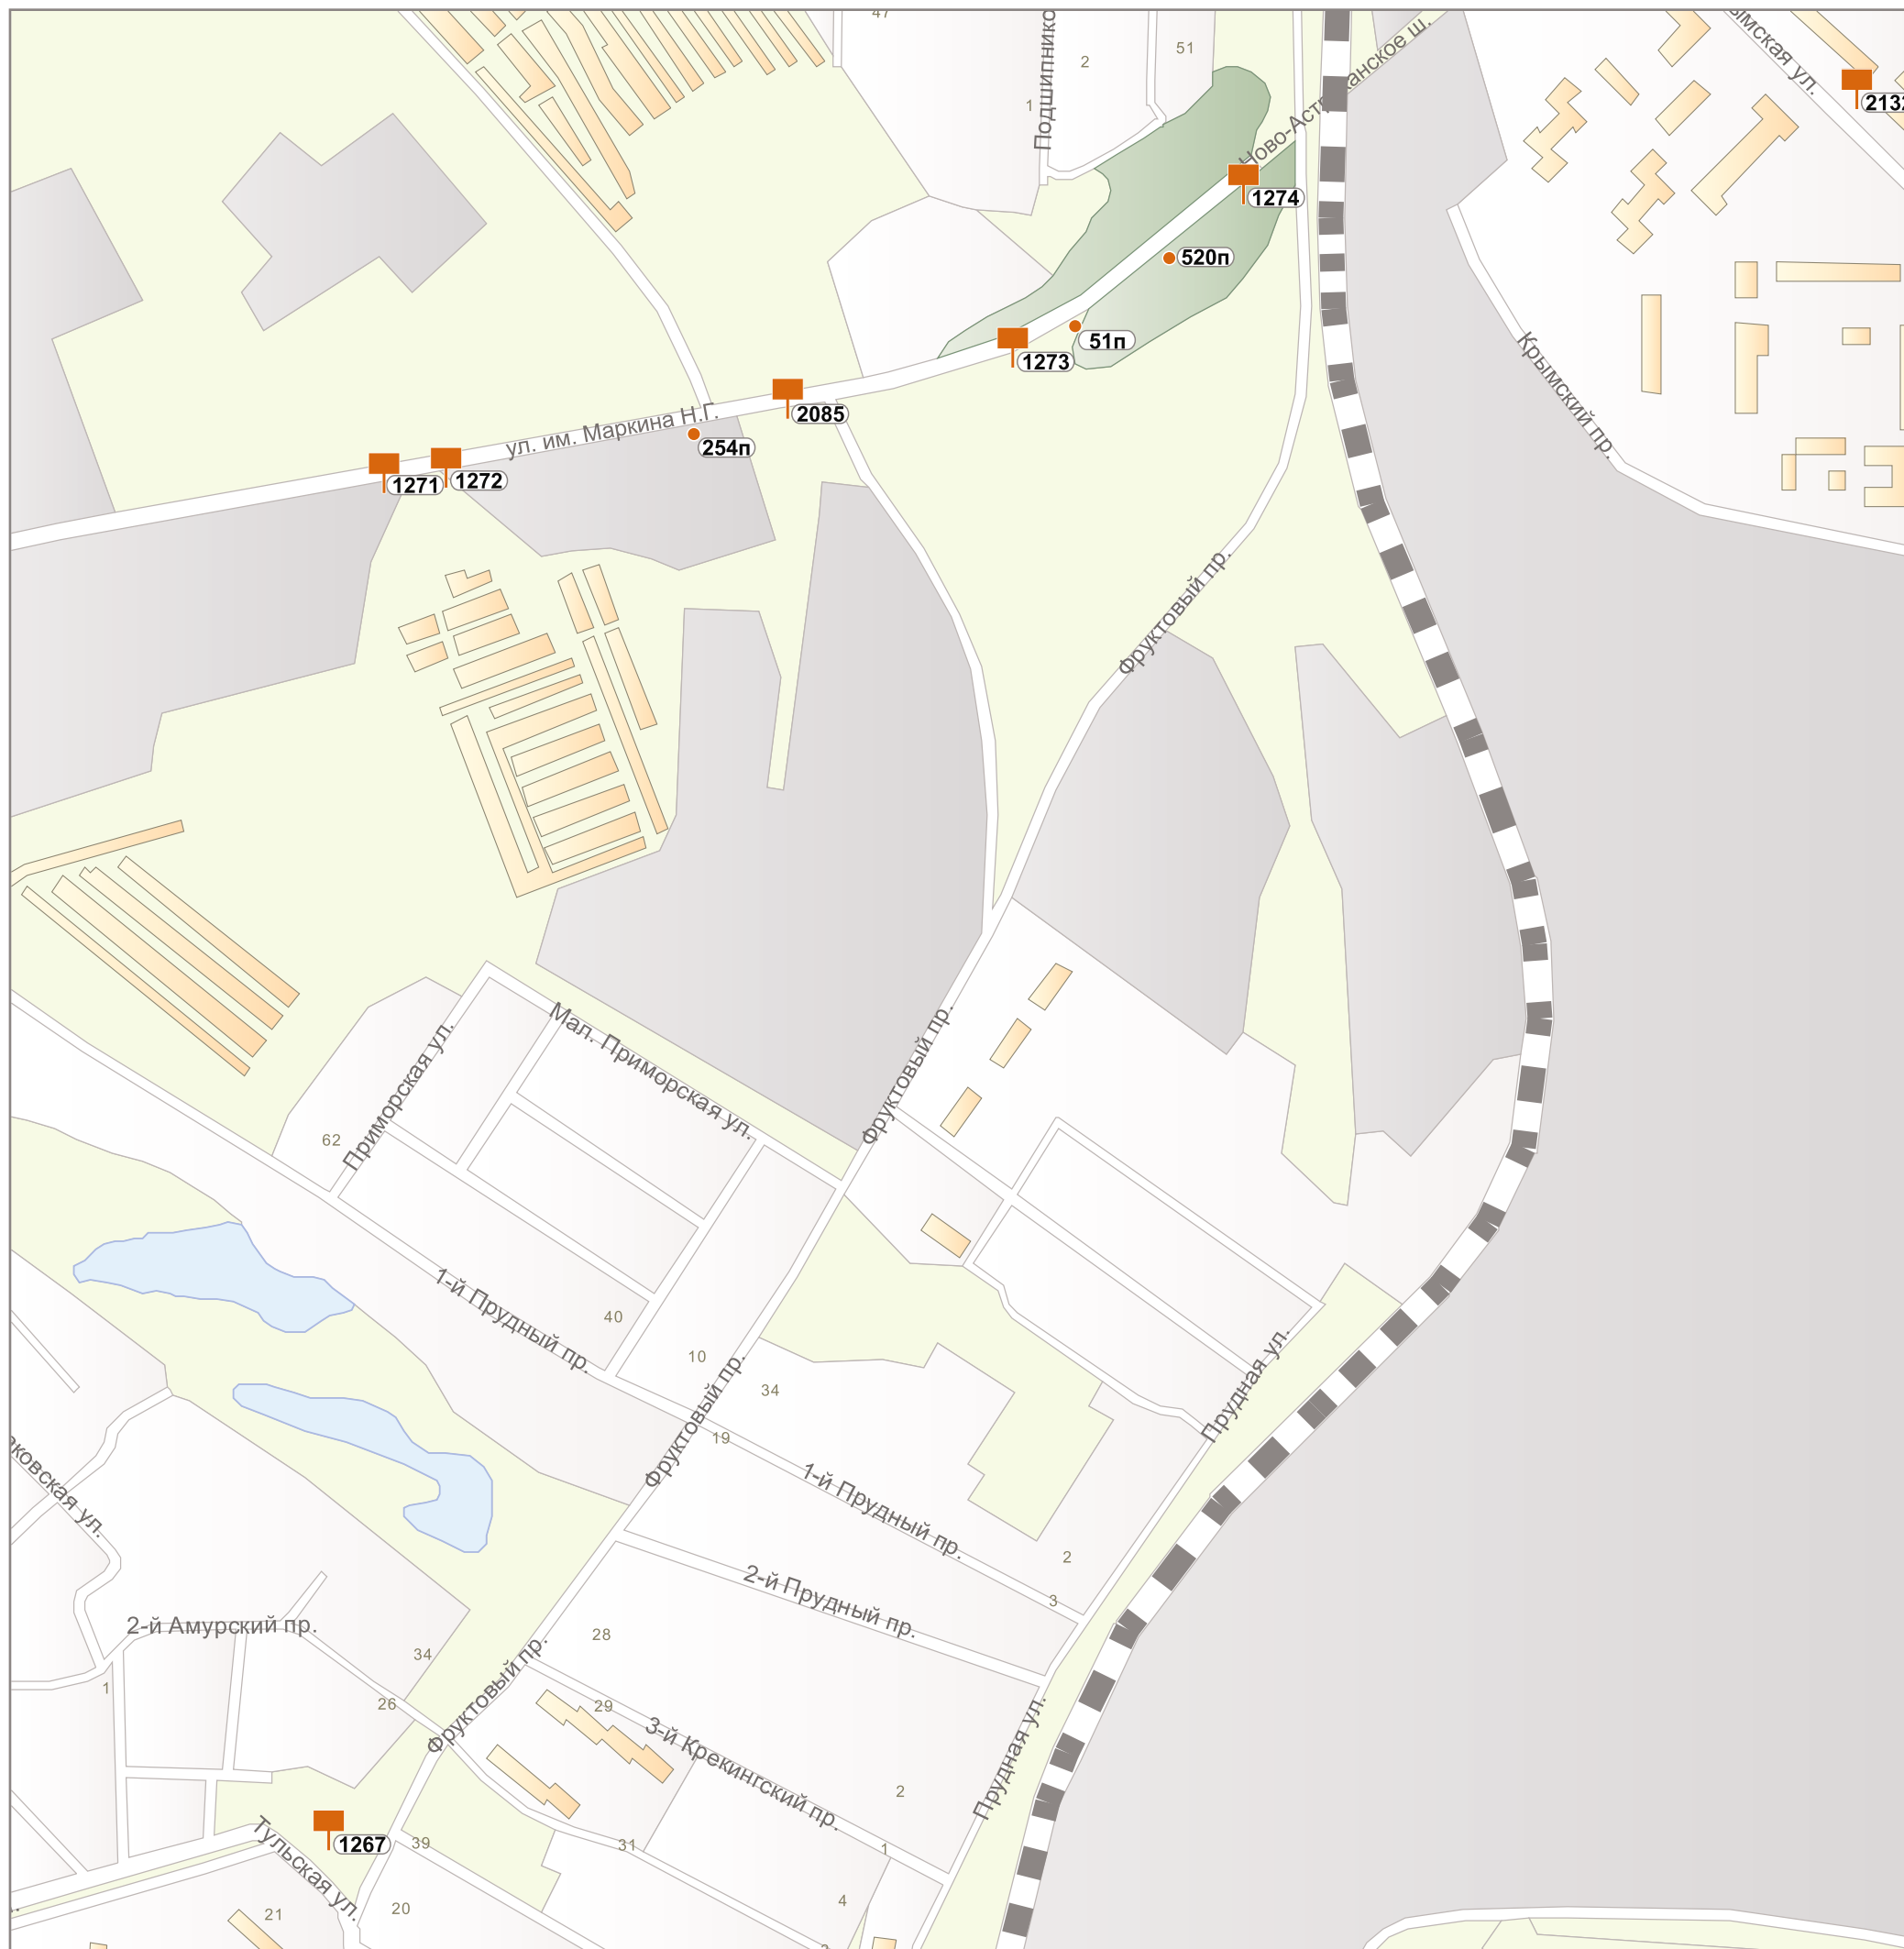 47
2
51
1
Подшипнико
Ново-Астраханское ш.
ымская ул.
2132
1274
520п
51п
1273
2085
ул. им. Маркина Н.Г.
254п
1271
1272
Крымский пр.
Фруктовый пр.
Мал. Приморская ул.
Приморская ул.
62
Фруктовый пр.
1-й Прудный пр.
40
10
34
19
Фруктовый пр.
Прудная ул.
1-й Прудный пр.
аковская ул.
2
3
2-й Прудный пр.
2-й Амурский пр.
28
34
1
26
29
Фруктовый пр.
3-й Крекингский пр.
Прудная ул.
2
1
1267
Тульская ул.
39
31
4
20
21